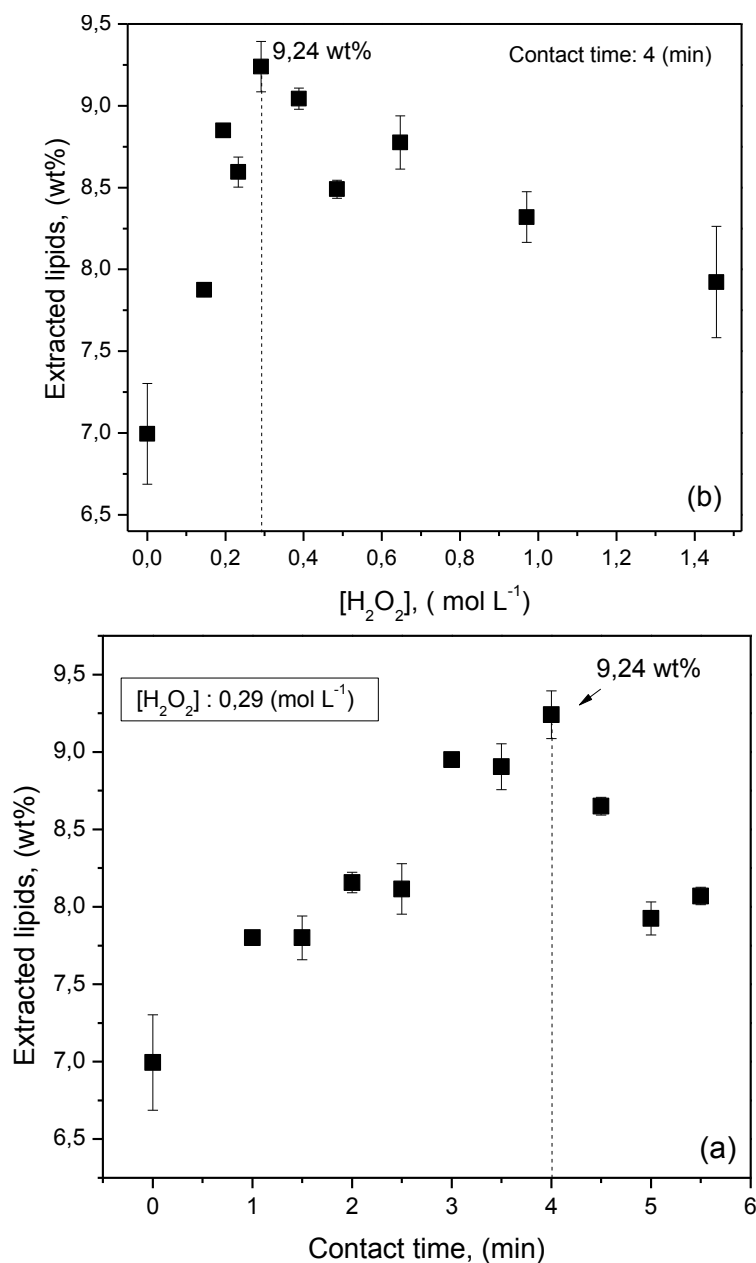 9,5
9,0
8,5
8,0
7,5
7,0
6,5
Extracted lipids, (wt%)
9,24 wt%
Contact time: 4 (min)
(b)
0,0 0,2 0,4 0,6 0,8 1,0 1,2 1,4
[H₂O₂], ( mol L⁻¹)
9,5
9,0
8,5
8,0
7,5
7,0
6,5
Extracted lipids, (wt%)
[H₂O₂] : 0,29 (mol L⁻¹)
9,24 wt%
(a)
0 1 2 3 4 5 6
Contact time, (min)